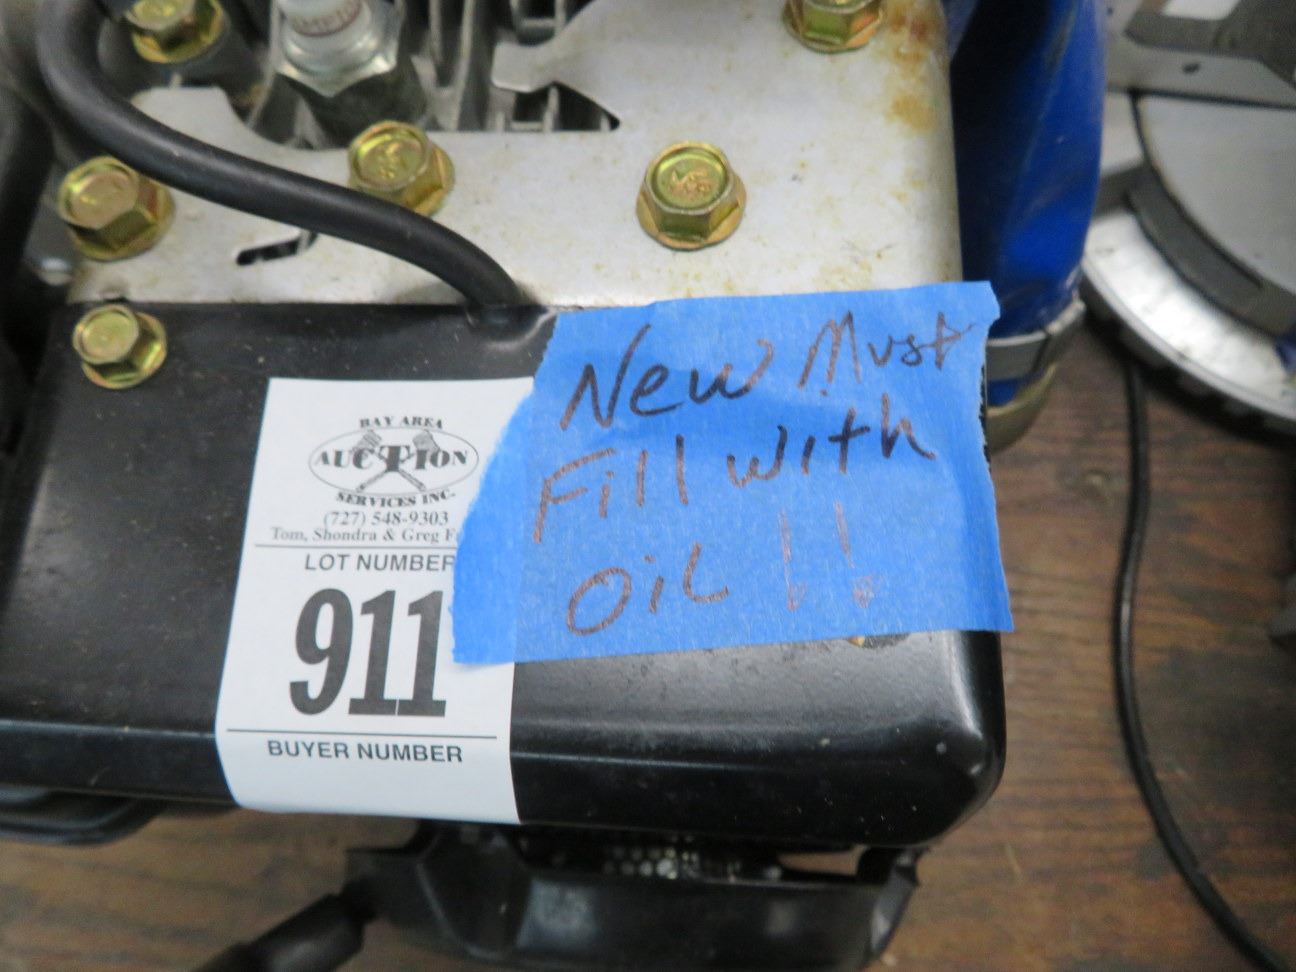 BAY AREA
AUCTION
SERVICES INC.
(727) 548-9303
Tom, Shondra & Greg
LOT NUMBER
911
BUYER NUMBER
New Must
Fill with
Oil !!